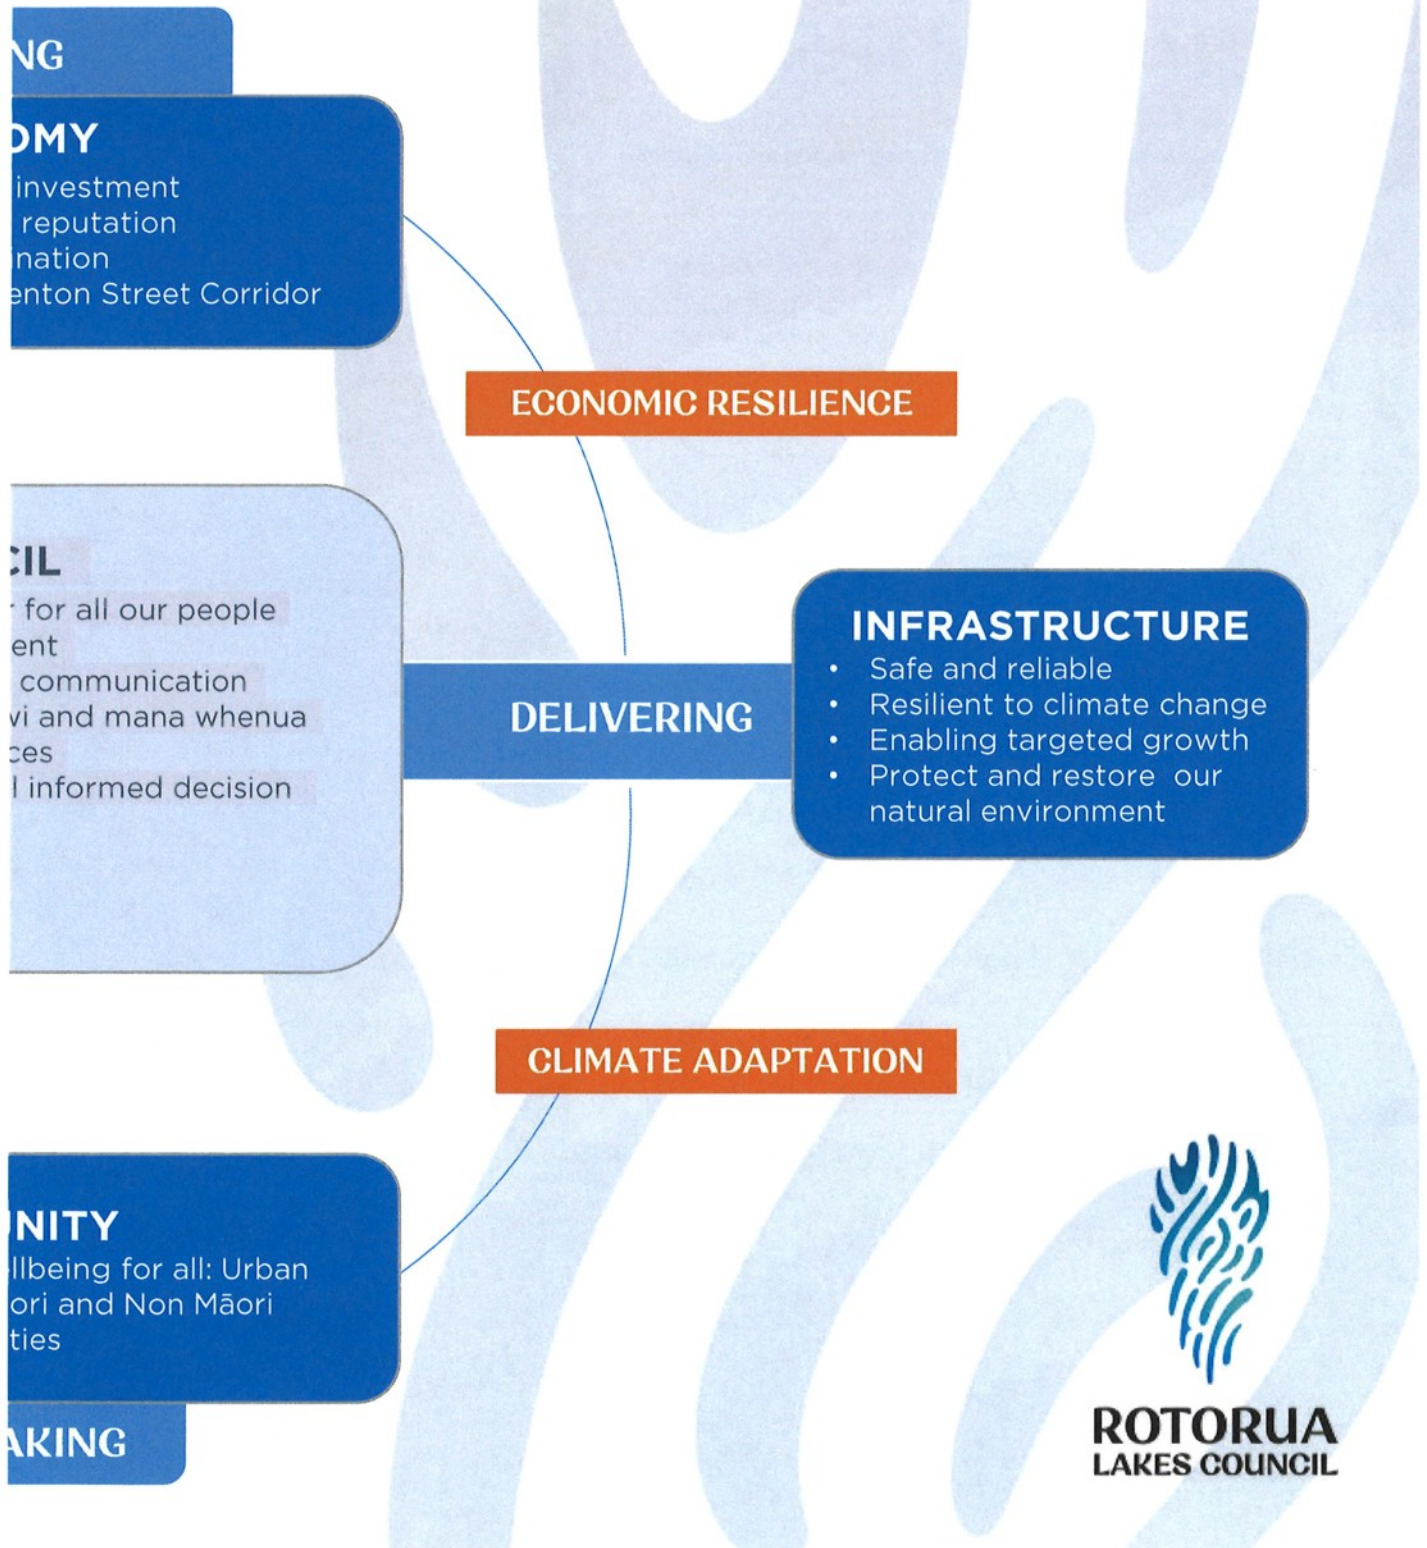 NG
OMY
investment
reputation
ination
enton Street Corridor
ECONOMIC RESILIENCE
CIL
for all our people
ent
communication
wi and mana whenua
ces
l informed decision
DELIVERING
INFRASTRUCTURE
• Safe and reliable
• Resilient to climate change
• Enabling targeted growth
• Protect and restore our
natural environment
CLIMATE ADAPTATION
NITY
llbeing for all: Urban
ori and Non Māori
ties
AKING
ROTORUA
LAKES COUNCIL